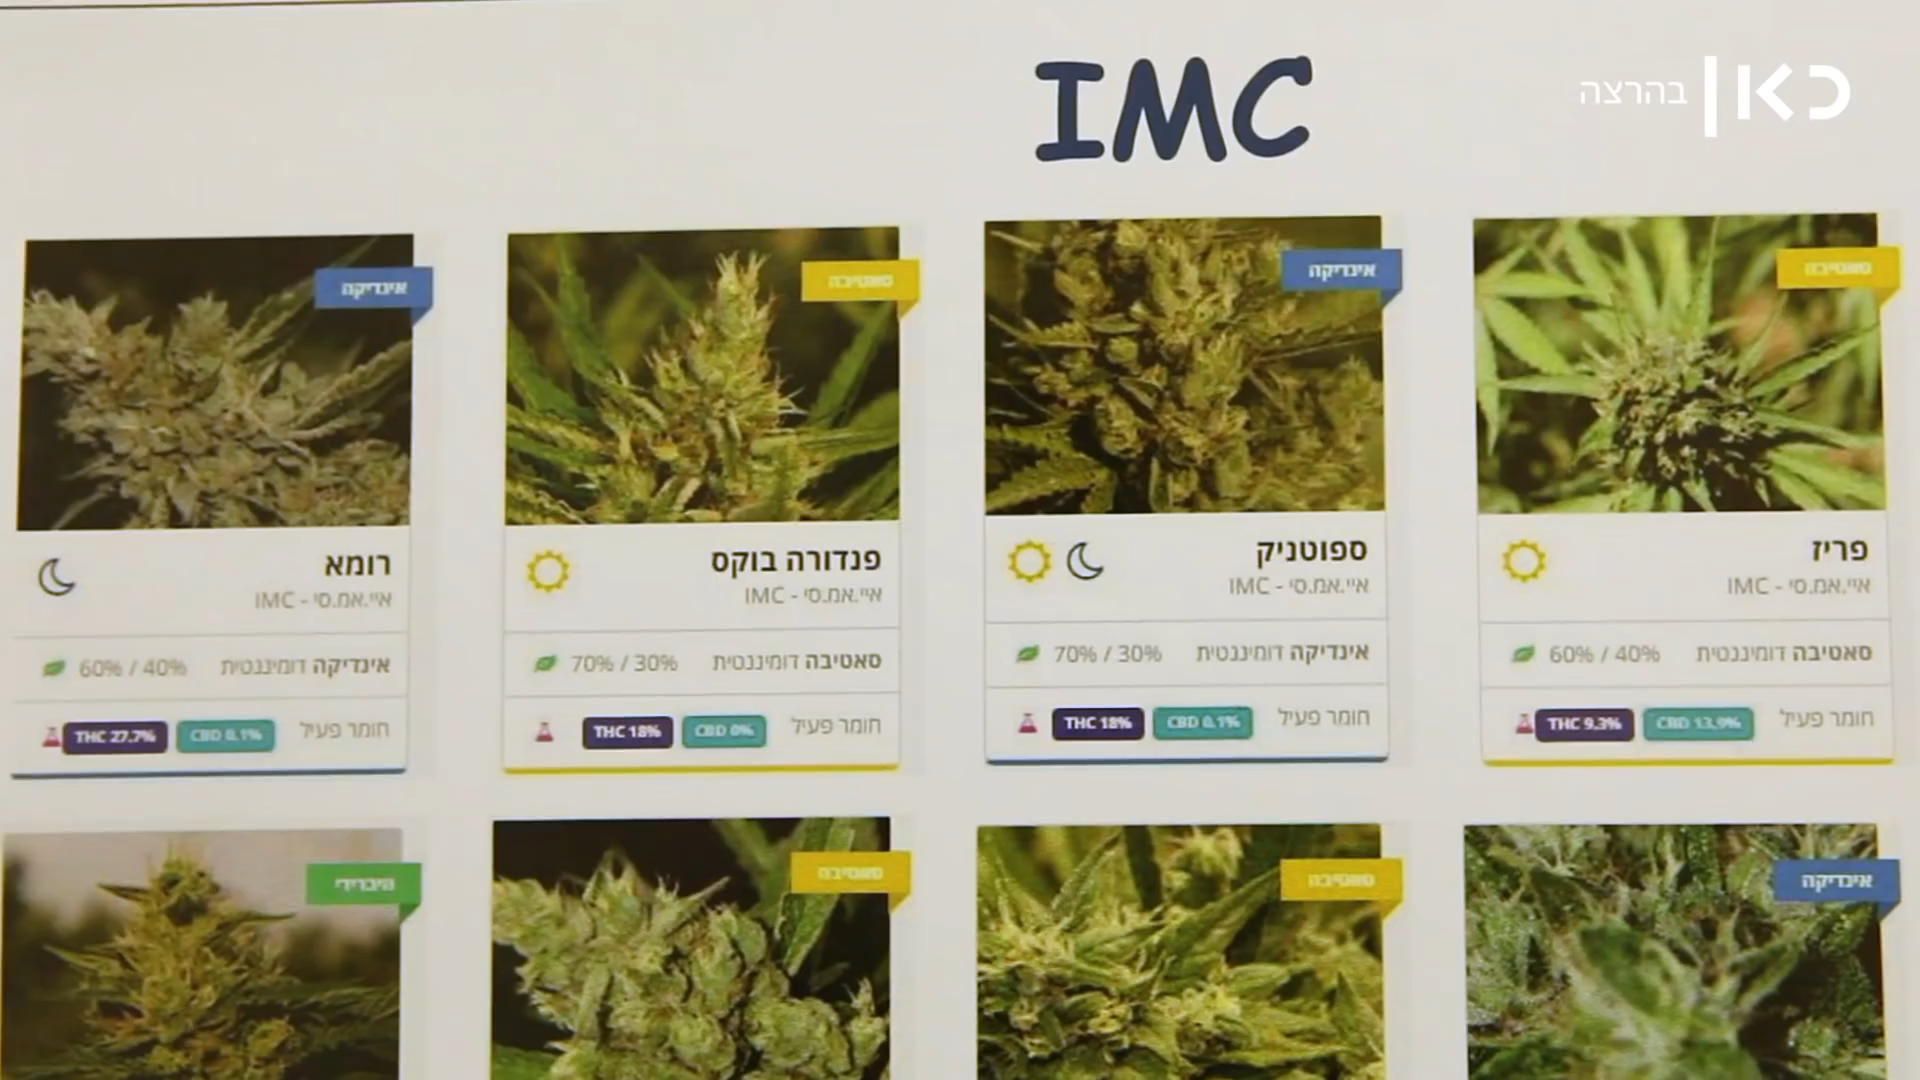 IMC
כאן | בהרצה
סאטיבה
פריז
איי.אמ.סי - IMC
סאטיבה דומיננטית 60% / 40%
חומר פעיל CBD 13.9% THC 9.3%
אינדיקה
ספוטניק
איי.אמ.סי - IMC
אינדיקה דומיננטית 70% / 30%
חומר פעיל CBD 0.1% THC 18%
סאטיבה
פנדורה בוקס
איי.אמ.סי - IMC
סאטיבה דומיננטית 70% / 30%
חומר פעיל CBD 0% THC 18%
אינדיקה
רומא
איי.אמ.סי - IMC
אינדיקה דומיננטית 60% / 40%
חומר פעיל CBD 0.1% THC 27.7%
אינדיקה
סאטיבה
סאטיבה
היברידי